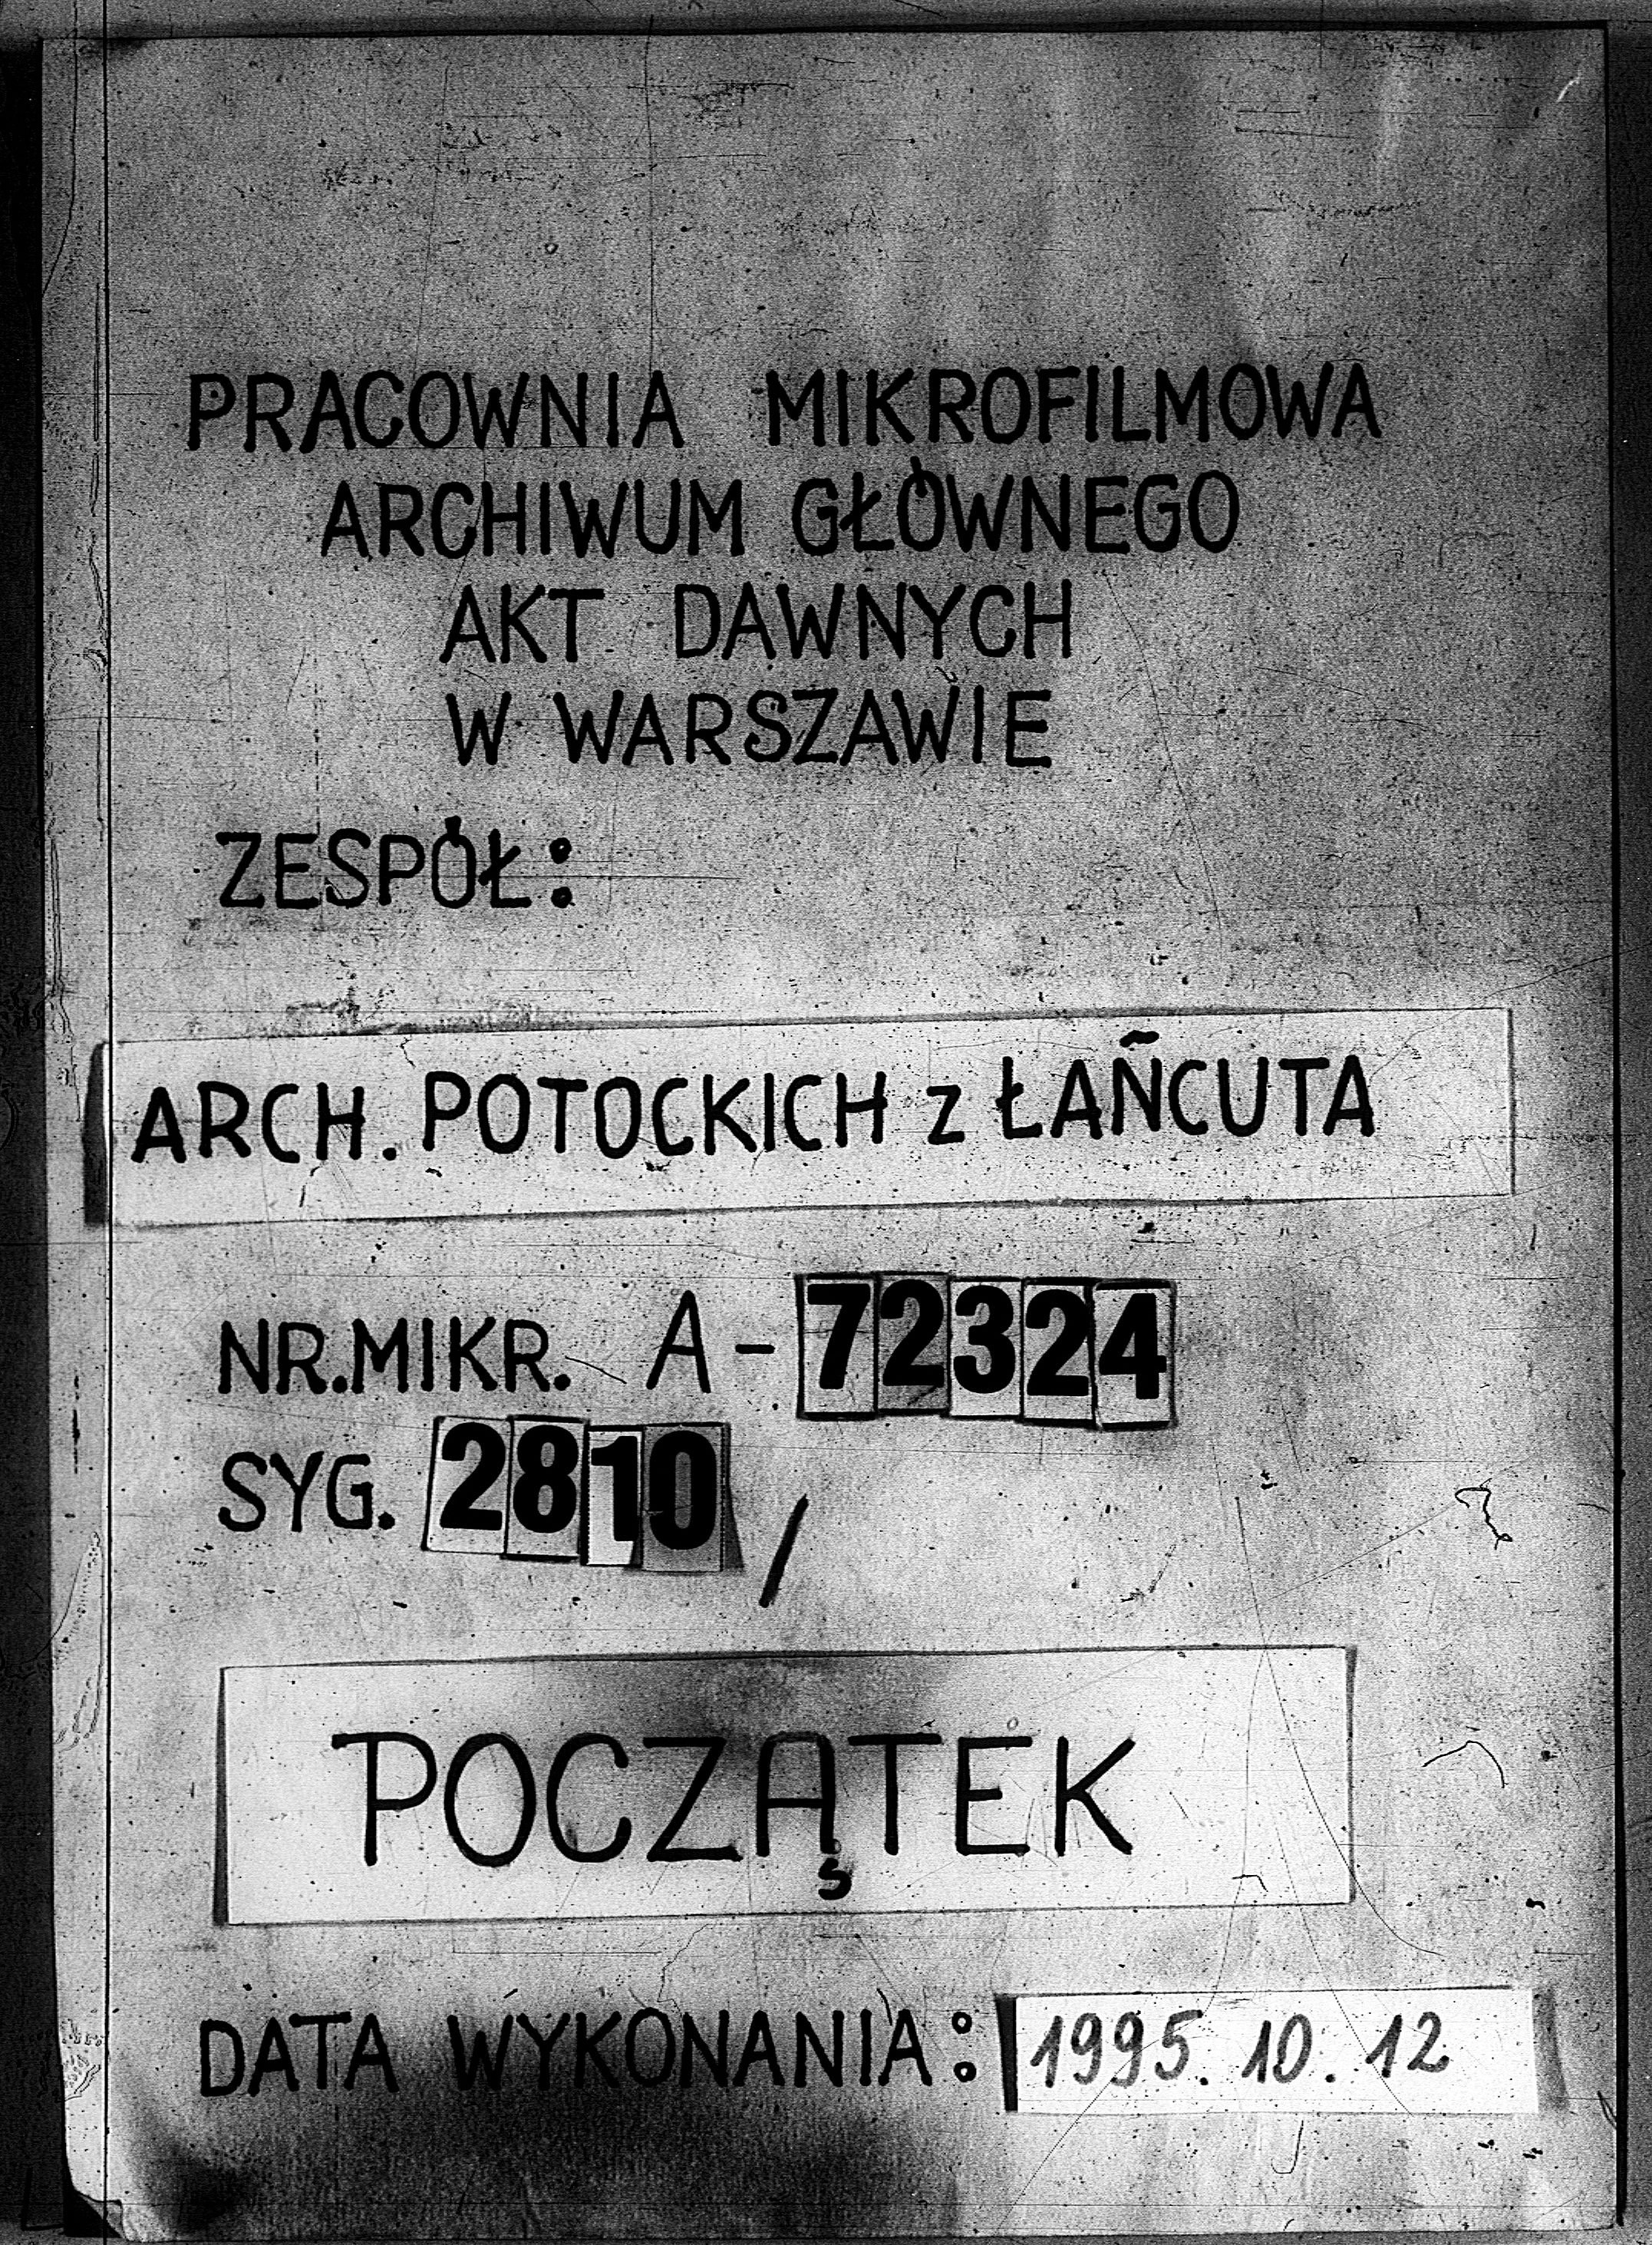 PRACOWNIA MIKROFILMOWA
ARCHIWUM GŁÓWNEGO
AKT DAWNYCH
W WARSZAWIE
ZESPÓŁ:
ARCH. POTOCKICH z ŁAŃCUTA
NR.MIKR. A-72324
SYG. 2810/
POCZĄTEK
DATA WYKONANIA: 1995.10.12